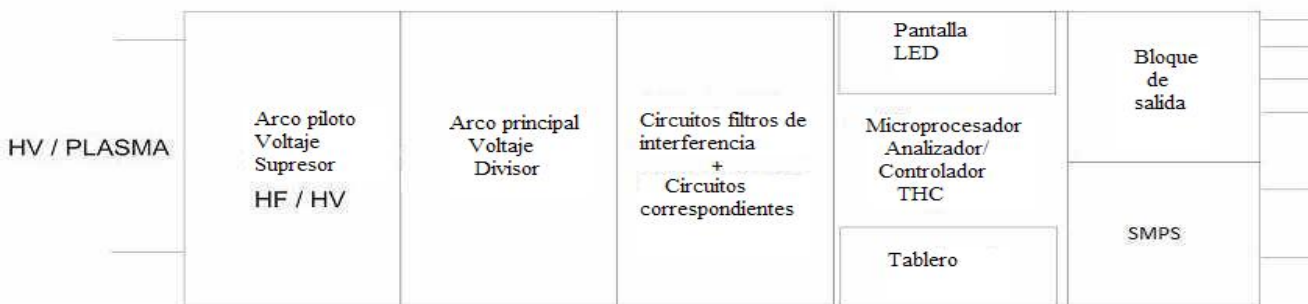 HV / PLASMA
Arco piloto
Voltaje
Supresor
HF / HV
Arco principal
Voltaje
Divisor
Circuitos filtros de
interferencia
+
Circuitos
correspondientes
Pantalla
LED
Microprocesador
Analizador/
Controlador
THC
Tablero
Bloque
de
salida
SMPS